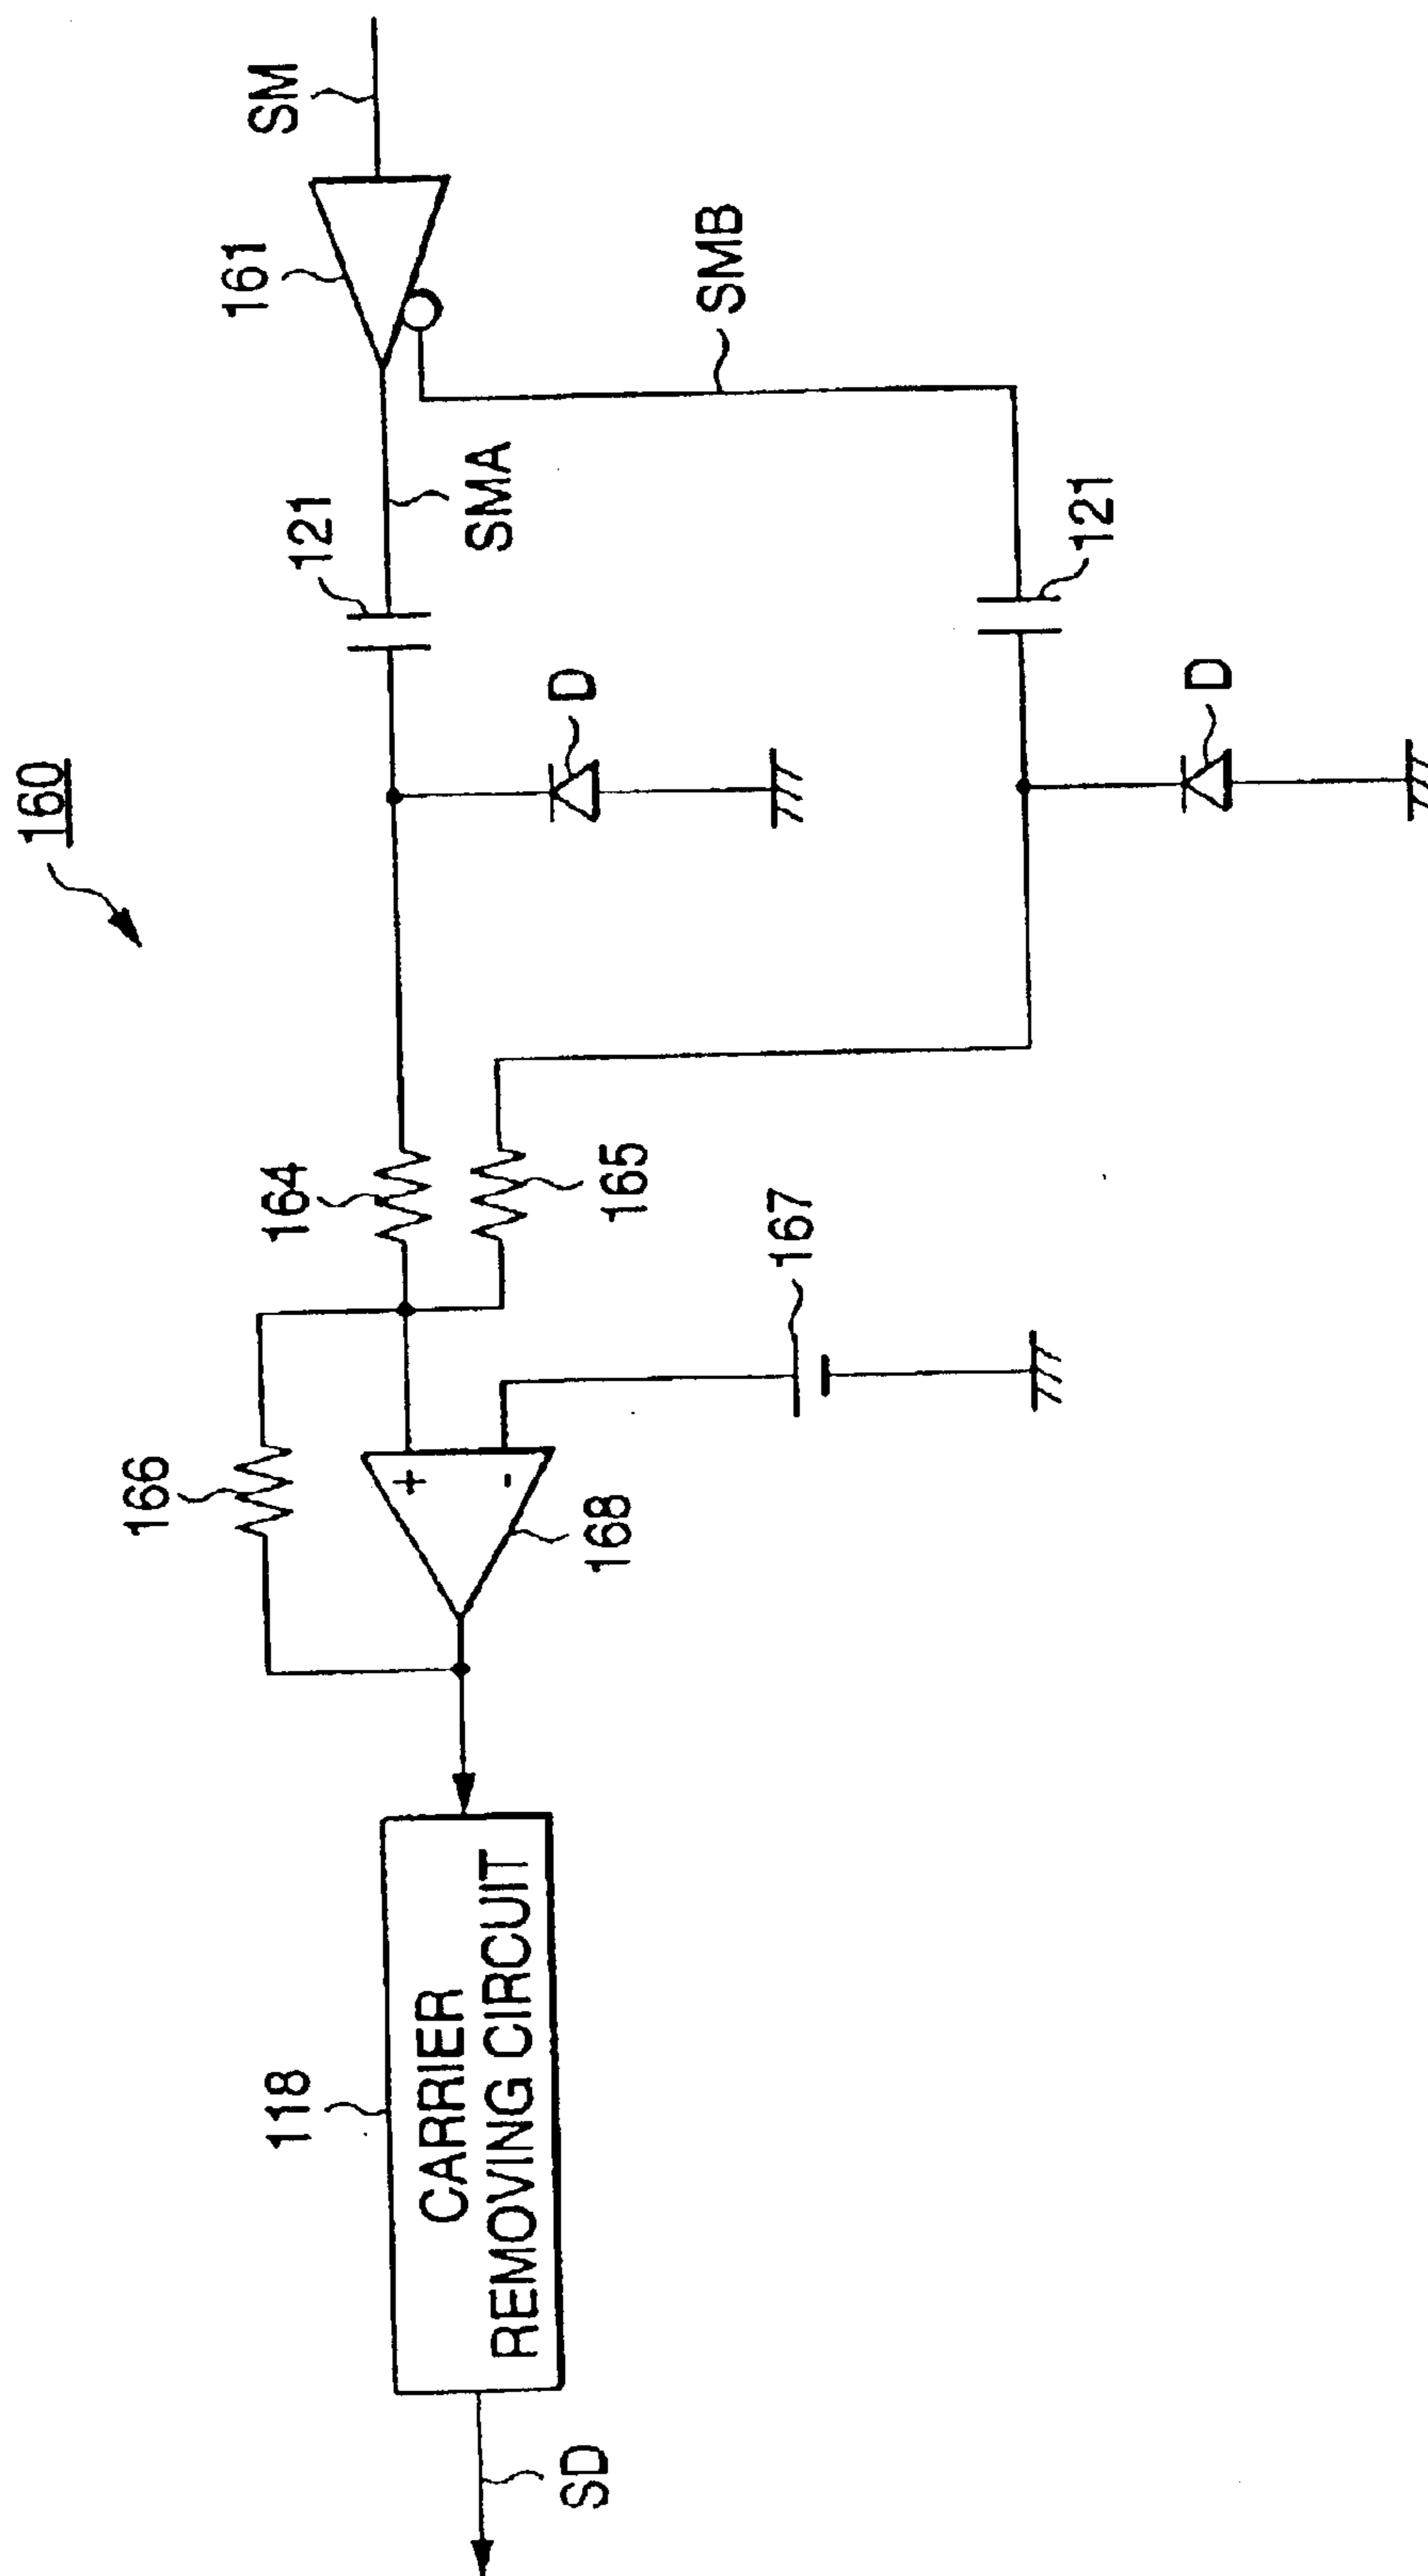 160
SM
161
SMB
SMA
121
121
D
D
164
165
167
166
+
-
168
118
CARRIER
REMOVING CIRCUIT
SD